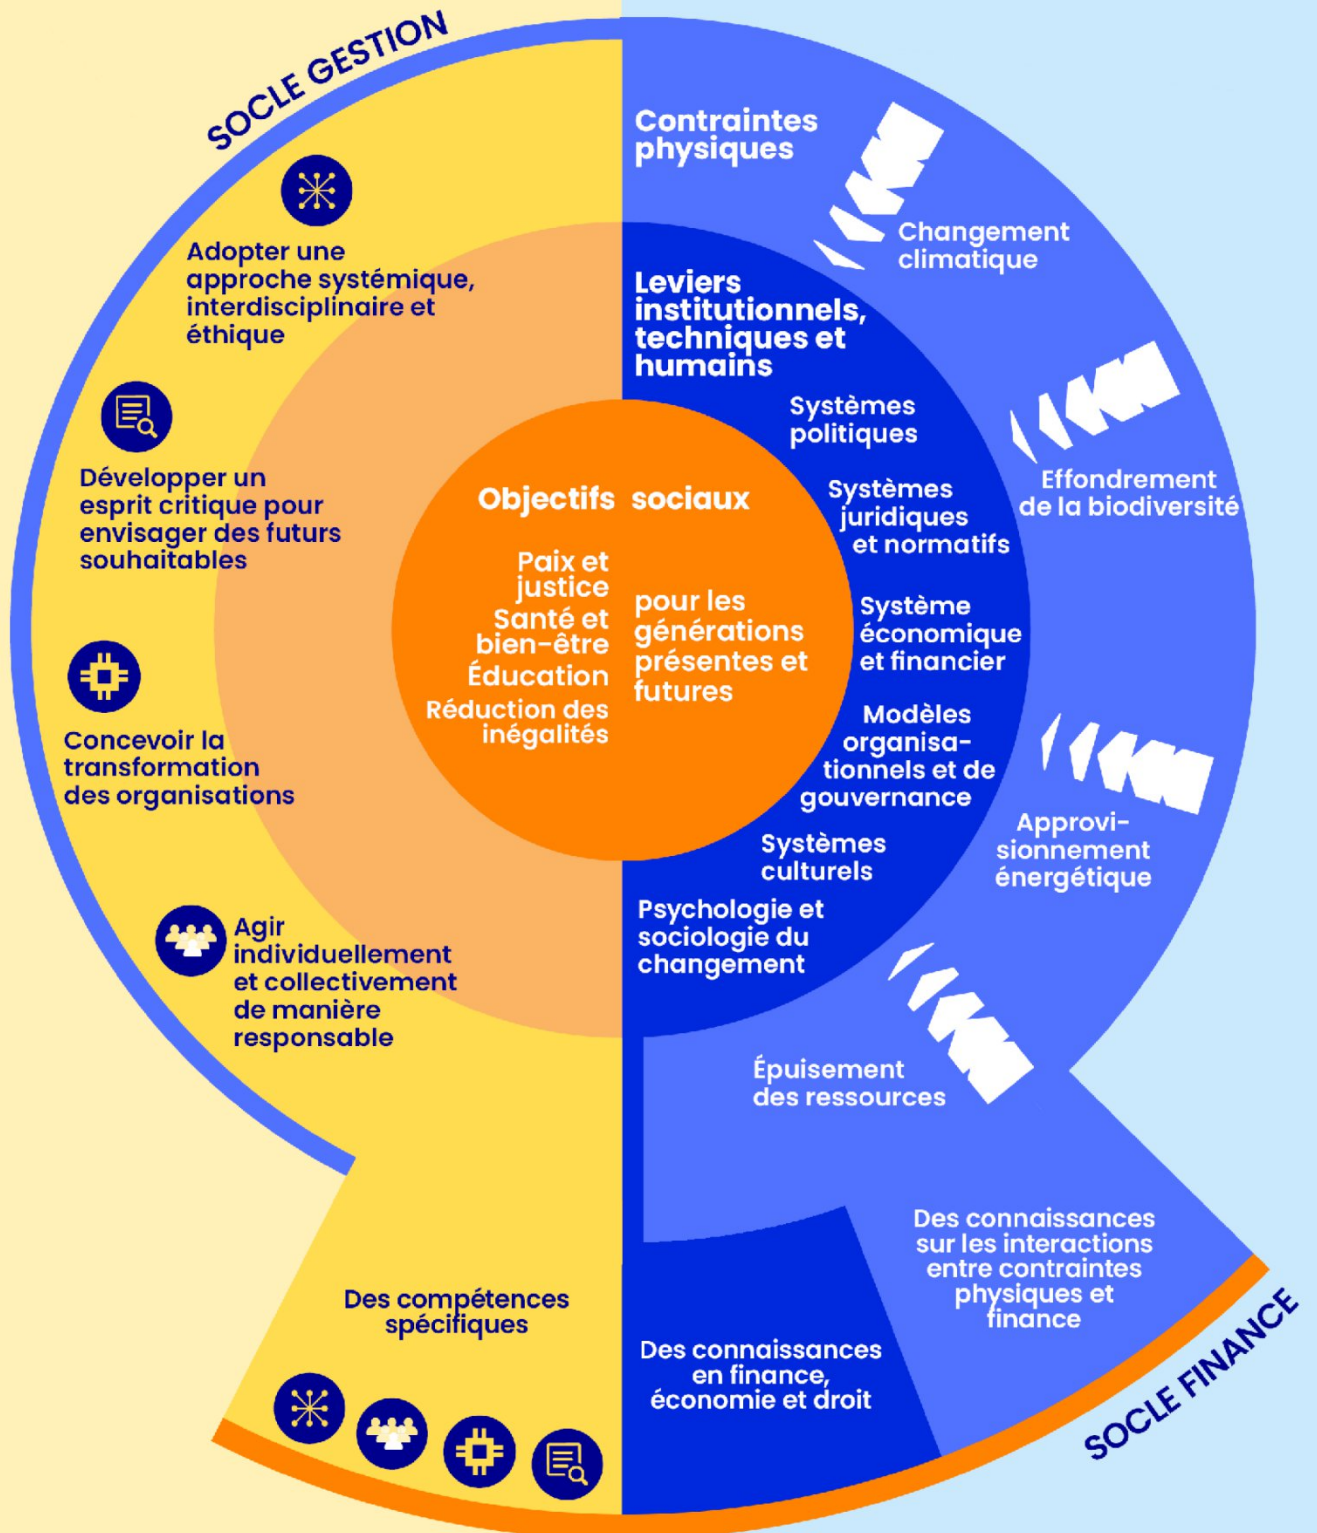 SOCLE GESTION
Adopter une
approche systémique,
interdisciplinaire et
éthique
Développer un
esprit critique pour
envisager des futurs
souhaitables
Concevoir la
transformation
des organisations
Agir
individuellement
et collectivement
de manière
responsable
Des compétences
spécifiques
Objectifs sociaux
Paix et
justice
Santé et
bien-être
Éducation
Réduction des
inégalités
pour les
générations
présentes et
futures
Contraintes
physiques
Changement
climatique
Effondrement
de la biodiversité
Approvi-
sionnement
énergétique
Épuisement
des ressources
Leviers
institutionnels,
techniques et
humains
Systèmes
politiques
Systèmes
juridiques
et normatifs
Système
économique
et financier
Modèles
organisa-
tionnels et de
gouvernance
Systèmes
culturels
Psychologie et
sociologie du
changement
Des connaissances
sur les interactions
entre contraintes
physiques et
finance
Des connaissances
en finance,
économie et droit
SOCLE FINANCE